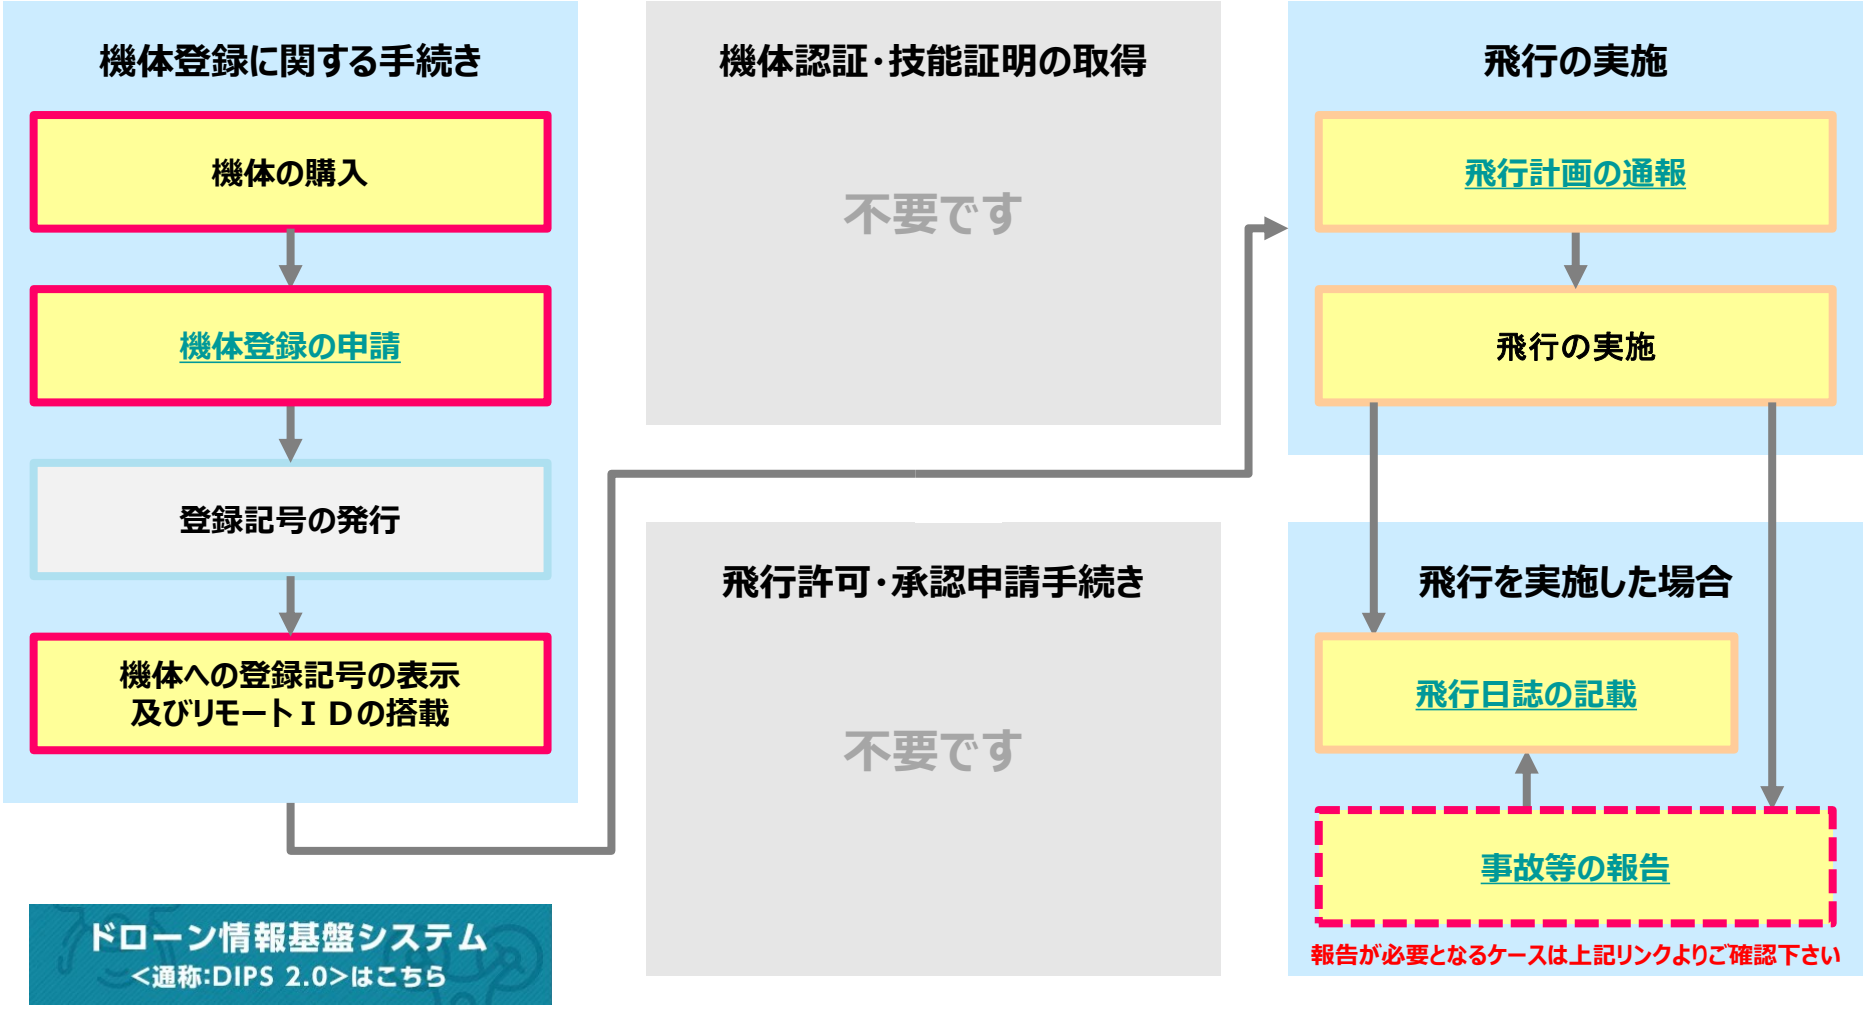 機体登録に関する手続き
機体の購入
機体登録の申請
登録記号の発行
機体への登録記号の表示
及びリモートＩＤの搭載
ドローン情報基盤システム
<通称:DIPS 2.0>はこちら
機体認証・技能証明の取得
不要です
飛行許可・承認申請手続き
不要です
飛行の実施
飛行計画の通報
飛行の実施
飛行を実施した場合
飛行日誌の記載
事故等の報告
報告が必要となるケースは上記リンクよりご確認下さい